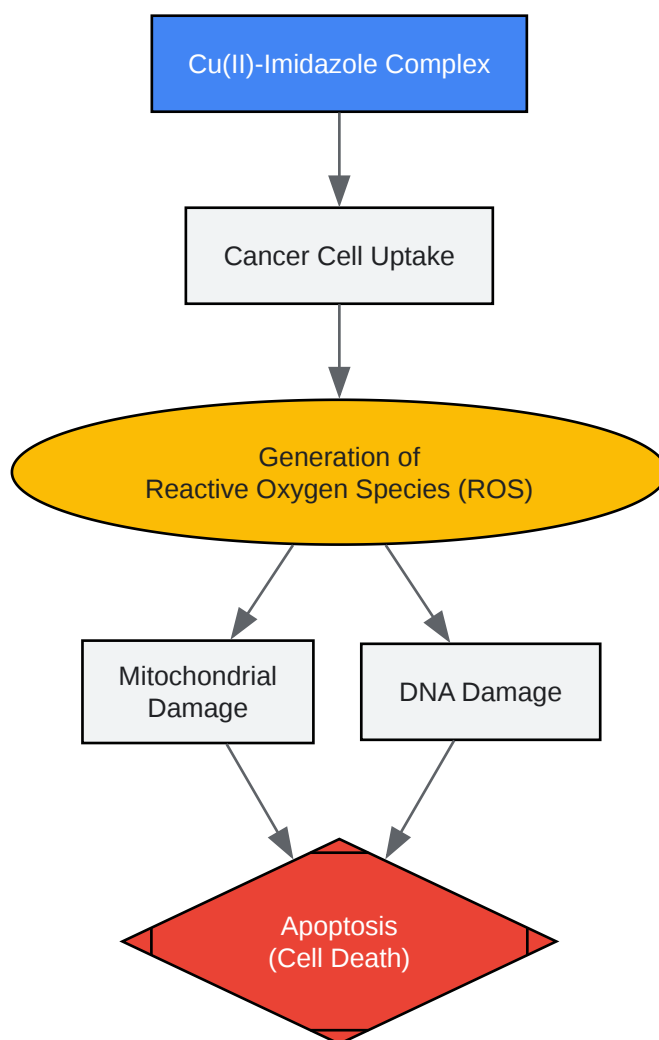 Cu(II)-Imidazole Complex
Cancer Cell Uptake
Generation of
Reactive Oxygen Species (ROS)
Mitochondrial
Damage
DNA Damage
Apoptosis
(Cell Death)